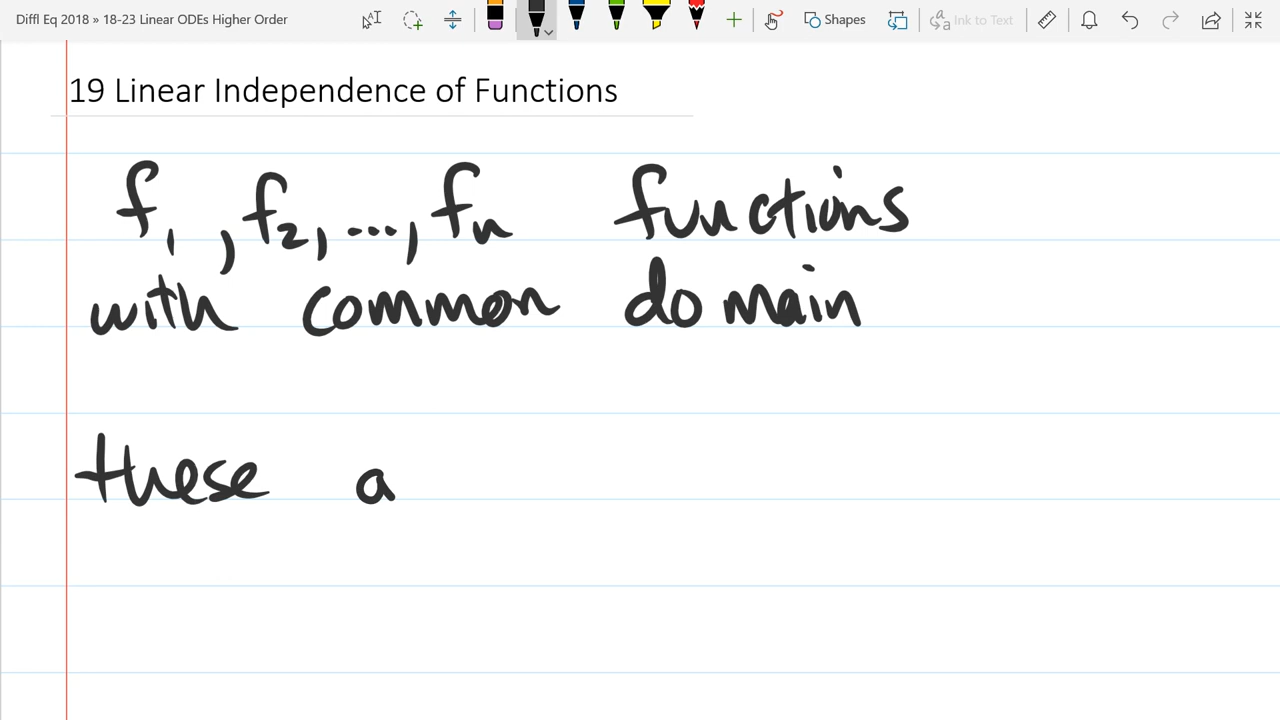 Diffl Eq 2018 » 18-23 Linear ODEs Higher Order
Shapes
Ink to Text
19 Linear Independence of Functions
f₁, f₂, ..., fₙ functions
with common domain
these a